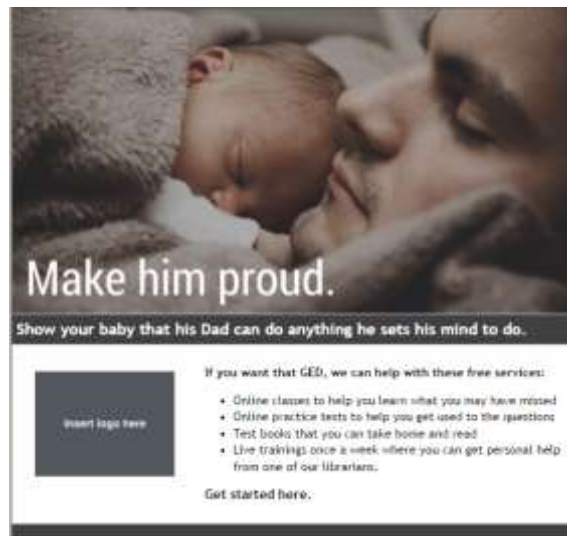 Make him proud.
Show your baby that his Dad can do anything he sets his mind to do.
If you want that GED, we can help with these free services:
Insert logo here
• Online classes to help you learn what you may have missed
• Online practice tests to help you get used to the questions
• Test books that you can take home and read
• Live trainings once a week where you can get personal help
from one of our librarians.
Get started here.